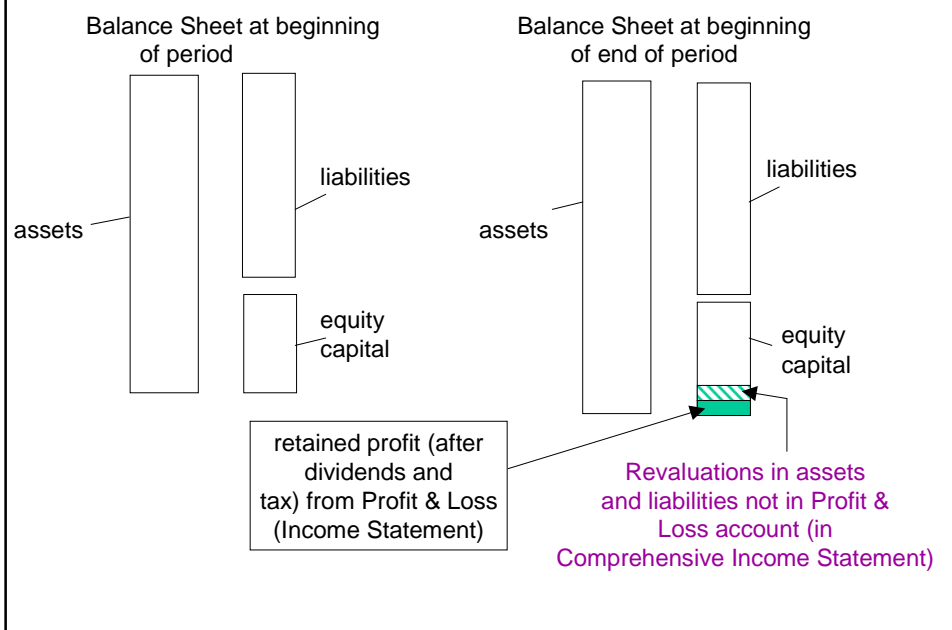 Balance Sheet at beginning
of period
Balance Sheet at beginning
of end of period
liabilities
assets
equity
capital
liabilities
assets
equity
capital
retained profit (after
dividends and
tax) from Profit & Loss
(Income Statement)
Revaluations in assets
and liabilities not in Profit &
Loss account (in
Comprehensive Income Statement)